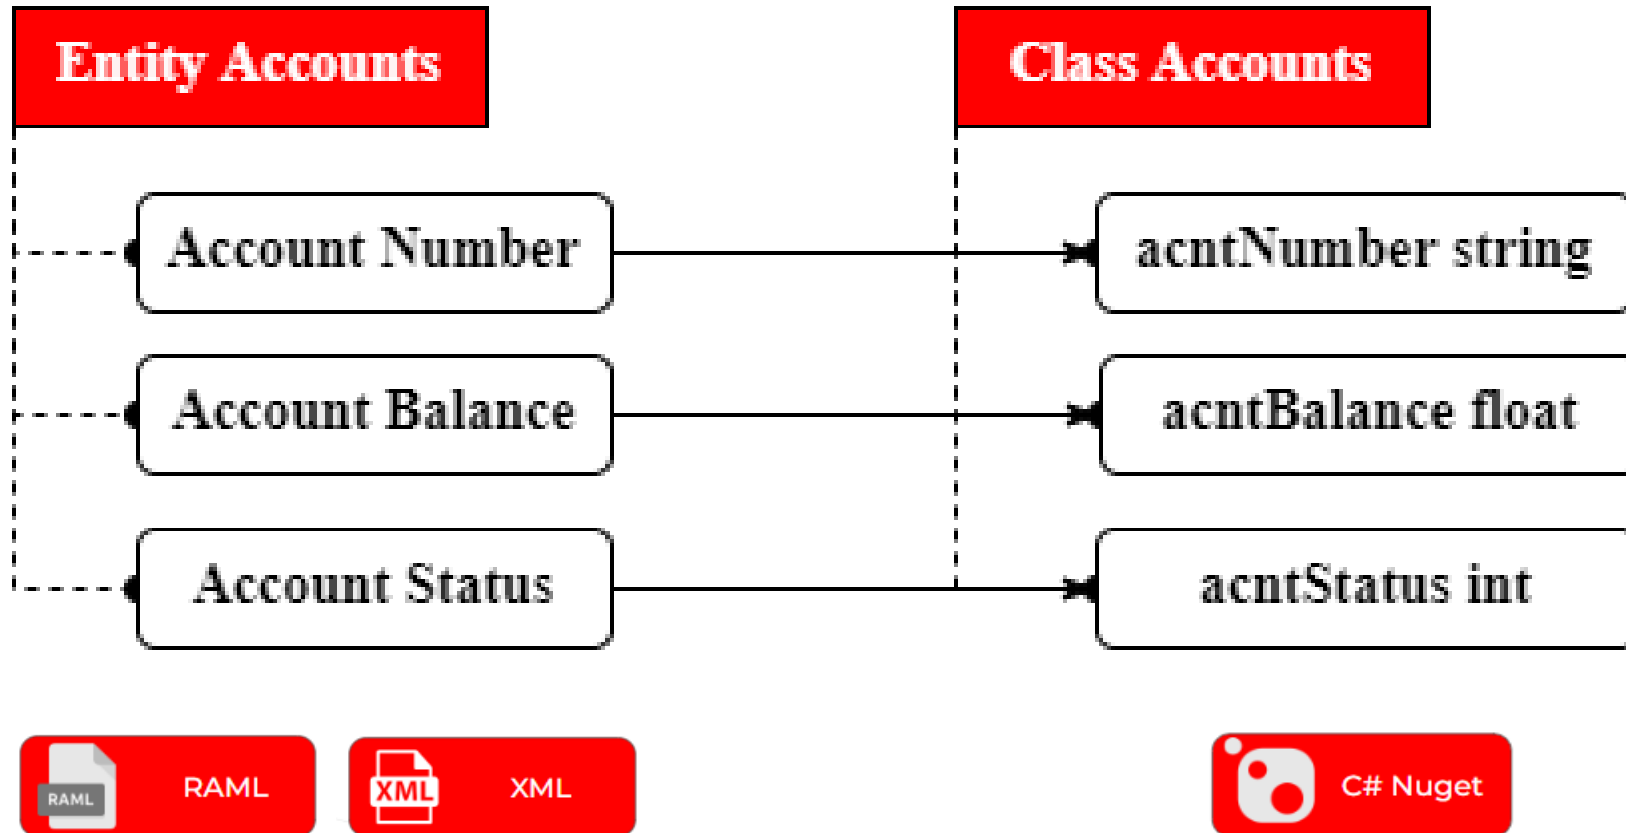 Entity Accounts
Class Accounts
Account Number
acntNumber string
Account Balance
acntBalance float
Account Status
acntStatus int
RAML
RAML
XML
XML
C# Nuget